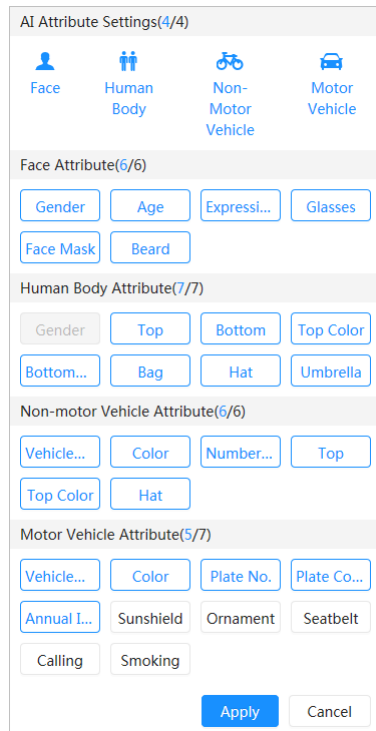 AI Attribute Settings(4/4)
Face Human Non- Motor
Body Motor Vehicle
Vehicle
Face Attribute(6/6)
Gender Age Expressi... Glasses
Face Mask Beard
Human Body Attribute(7/7)
Gender Top Bottom Top Color
Bottom... Bag Hat Umbrella
Non-motor Vehicle Attribute(6/6)
Vehicle... Color Number... Top
Top Color Hat
Motor Vehicle Attribute(5/7)
Vehicle... Color Plate No. Plate Co...
Annual I... Sunshield Ornament Seatbelt
Calling Smoking
Apply Cancel